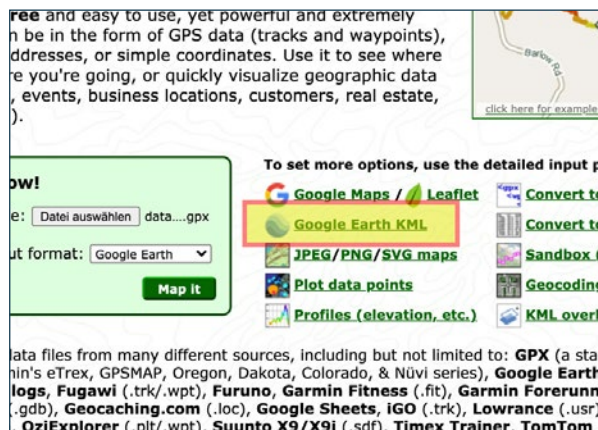 ree and easy to use, yet powerful and extremely
n be in the form of GPS data (tracks and waypoints),
ddresses, or simple coordinates. Use it to see where
re you're going, or quickly visualize geographic data
, events, business locations, customers, real estate,
).
Barlow Rd
click here for example
To set more options, use the detailed input p
ow!
e: Datei auswählen data....gpx
ut format: Google Earth
Map it
Google Maps / Leaflet
Google Earth KML
JPEG/PNG/SVG maps
Plot data points
Profiles (elevation, etc.)
Convert to
Convert to
Sandbox (
Geocoding
KML overl
data files from many different sources, including but not limited to: GPX (a sta
nin's eTrex, GPSMAP, Oregon, Dakota, Colorado, & Nüvi series), Google Earth
logs, Fugawi (.trk/.wpt), Furuno, Garmin Fitness (.fit), Garmin Forerunn
(.gdb), Geocaching.com (.loc), Google Sheets, iGO (.trk), Lowrance (.usr)
, OziExplorer (.plt/.wpt), Suunto X9/X9i (.sdf), Timex Trainer, TomTom